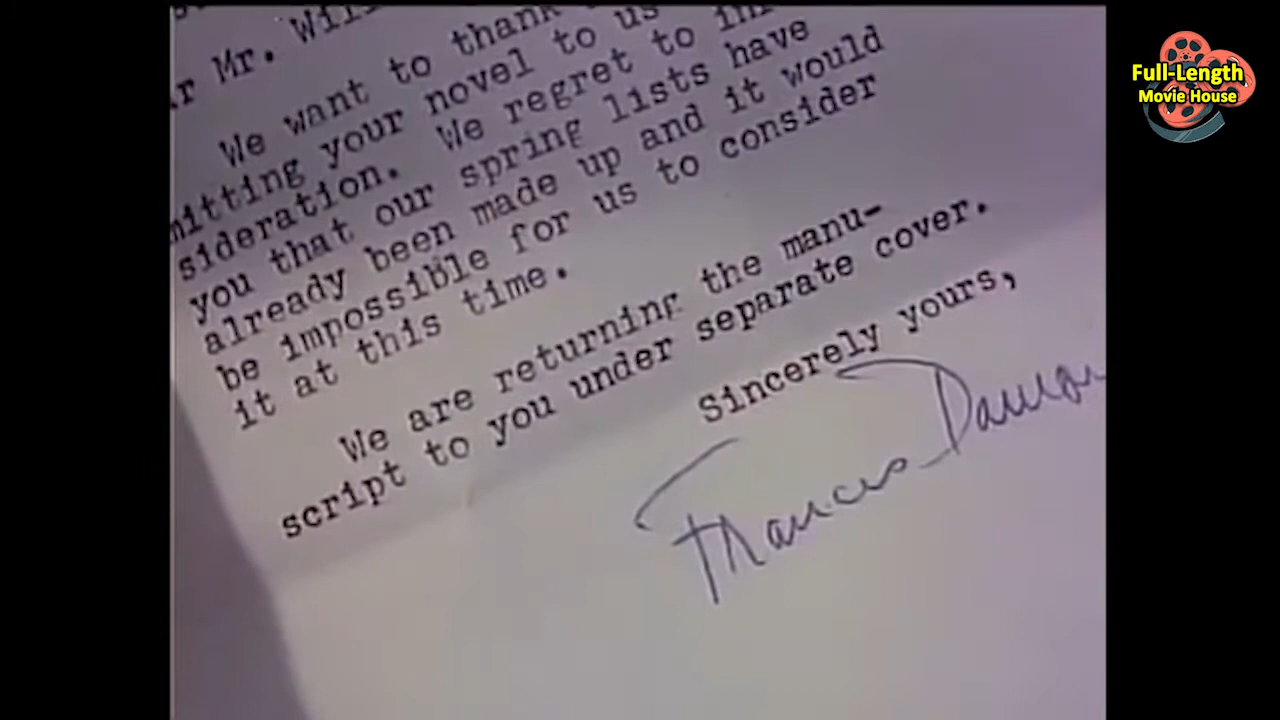 Full-Length
Movie House
Mr.
We want to thank
your novel to us
sideration. We regret to
you that our spring lists have
already been made up and it would
be impossible for us to consider
it at this time.
We are returning the manu-
script to you under separate cover.
Sincerely yours,
Frances